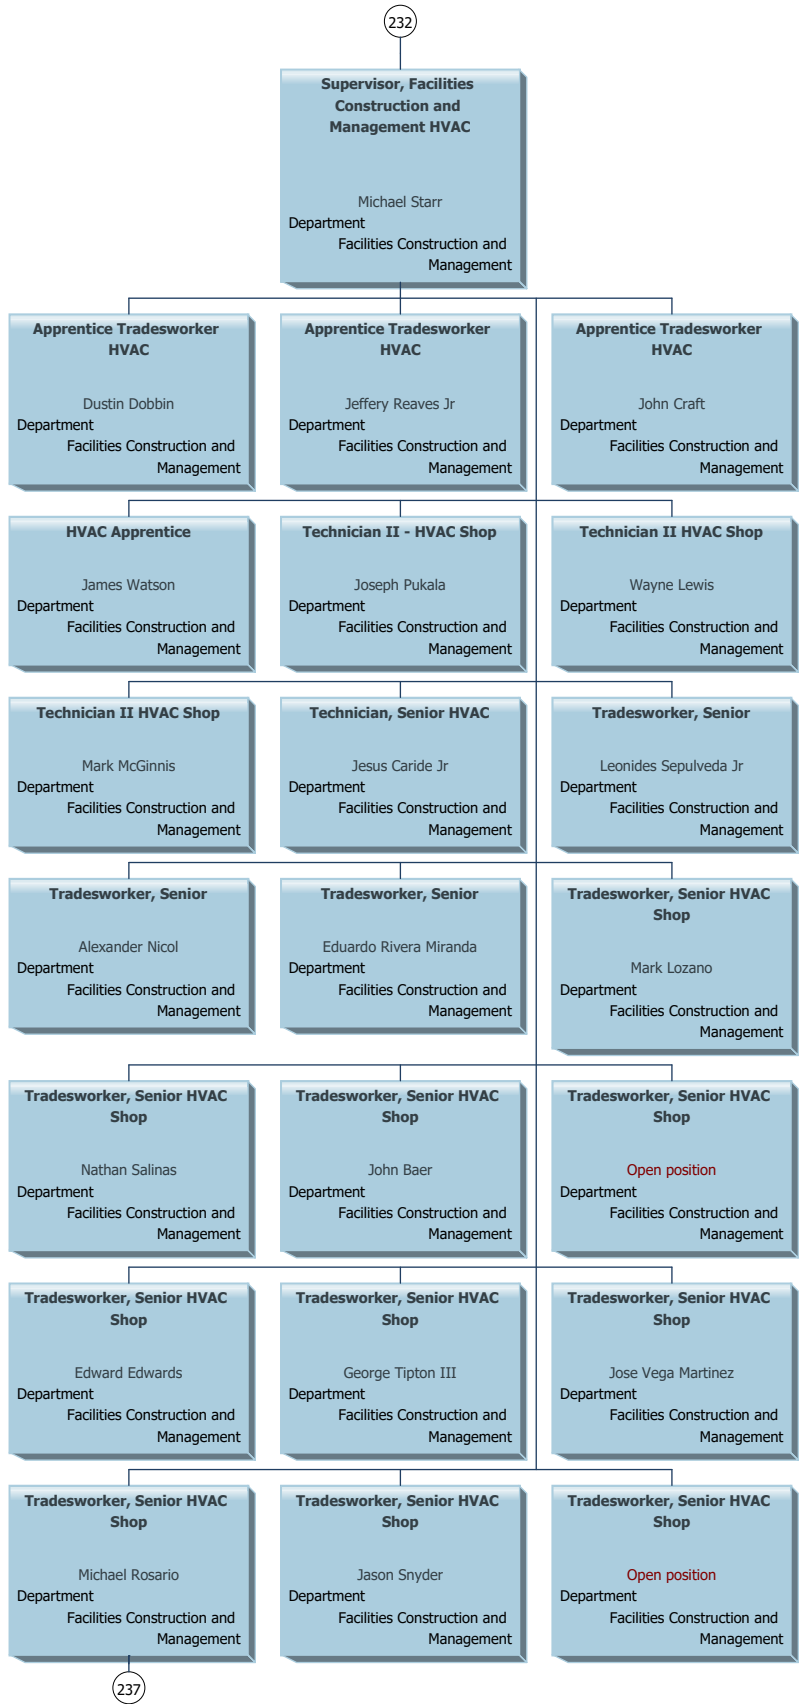 232
Supervisor, Facilities
Construction and
Management HVAC
Michael Starr
Department
Facilities Construction and
Management
Apprentice Tradesworker
HVAC
Dustin Dobbin
Department
Facilities Construction and
Management
Apprentice Tradesworker
HVAC
Jeffery Reaves Jr
Department
Facilities Construction and
Management
Apprentice Tradesworker
HVAC
John Craft
Department
Facilities Construction and
Management
HVAC Apprentice
James Watson
Department
Facilities Construction and
Management
Technician II - HVAC Shop
Joseph Pukala
Department
Facilities Construction and
Management
Technician II HVAC Shop
Wayne Lewis
Department
Facilities Construction and
Management
Technician II HVAC Shop
Mark McGinnis
Department
Facilities Construction and
Management
Technician, Senior HVAC
Jesus Caride Jr
Department
Facilities Construction and
Management
Tradesworker, Senior
Leonides Sepulveda Jr
Department
Facilities Construction and
Management
Tradesworker, Senior
Alexander Nicol
Department
Facilities Construction and
Management
Tradesworker, Senior
Eduardo Rivera Miranda
Department
Facilities Construction and
Management
Tradesworker, Senior HVAC
Shop
Mark Lozano
Department
Facilities Construction and
Management
Tradesworker, Senior HVAC
Shop
Nathan Salinas
Department
Facilities Construction and
Management
Tradesworker, Senior HVAC
Shop
John Baer
Department
Facilities Construction and
Management
Tradesworker, Senior HVAC
Shop
Open position
Department
Facilities Construction and
Management
Tradesworker, Senior HVAC
Shop
Edward Edwards
Department
Facilities Construction and
Management
Tradesworker, Senior HVAC
Shop
George Tipton III
Department
Facilities Construction and
Management
Tradesworker, Senior HVAC
Shop
Jose Vega Martinez
Department
Facilities Construction and
Management
Tradesworker, Senior HVAC
Shop
Michael Rosario
Department
Facilities Construction and
Management
Tradesworker, Senior HVAC
Shop
Jason Snyder
Department
Facilities Construction and
Management
Tradesworker, Senior HVAC
Shop
Open position
Department
Facilities Construction and
Management
237